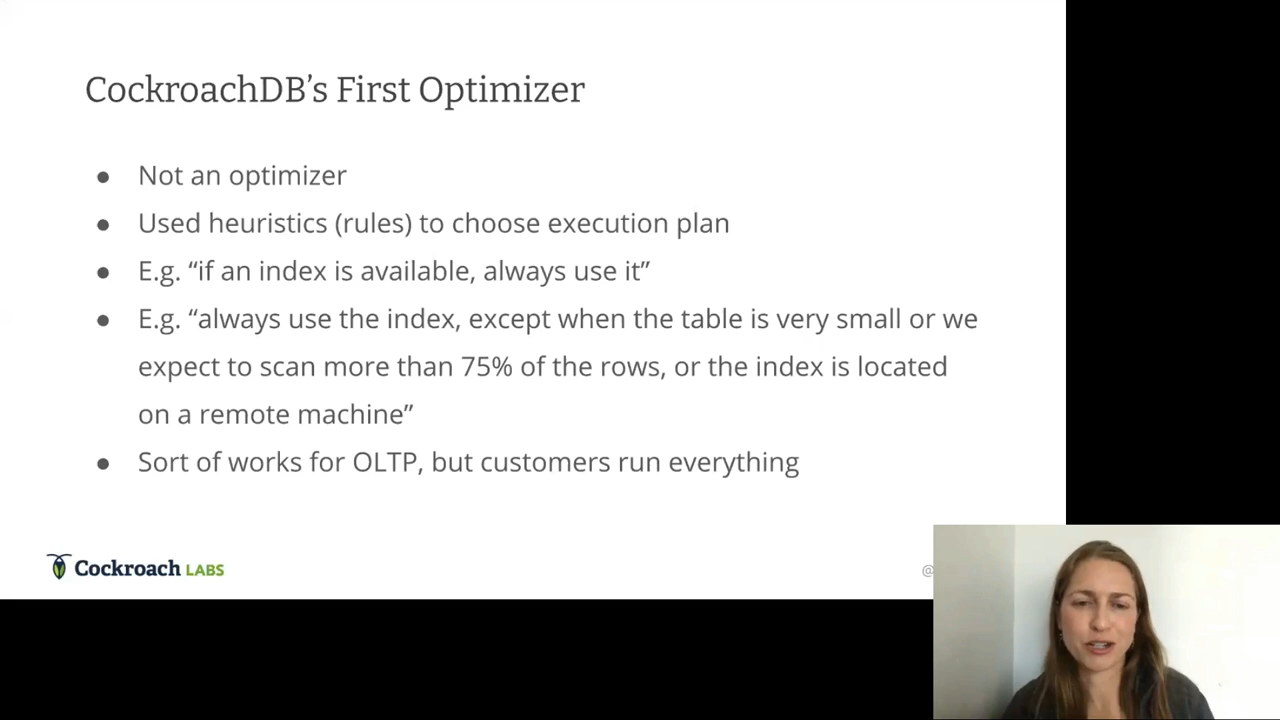 CockroachDB’s First Optimizer
● Not an optimizer
● Used heuristics (rules) to choose execution plan
● E.g. “if an index is available, always use it”
● E.g. “always use the index, except when the table is very small or we
expect to scan more than 75% of the rows, or the index is located
on a remote machine”
● Sort of works for OLTP, but customers run everything
Cockroach LABS
@